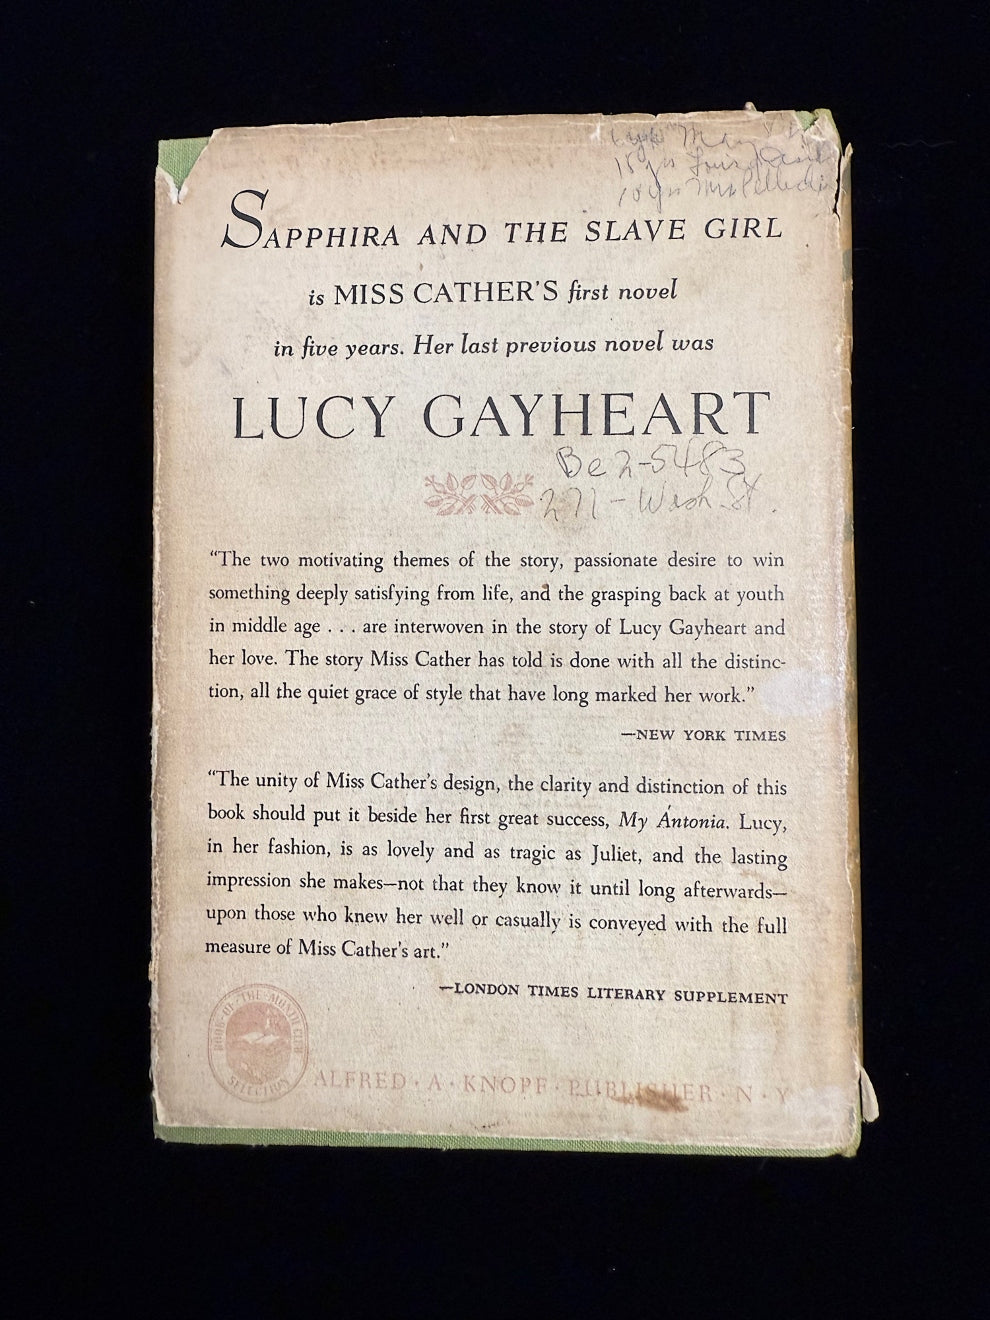 SAPPHIRA AND THE SLAVE GIRL
is MISS CATHER'S first novel
in five years. Her last previous novel was
LUCY GAYHEART
Be 2-5483
271 - Wash. St.
“The two motivating themes of the story, passionate desire to win
something deeply satisfying from life, and the grasping back at youth
in middle age . . . are interwoven in the story of Lucy Gayheart and
her love. The story Miss Cather has told is done with all the distinc-
tion, all the quiet grace of style that have long marked her work.”
—NEW YORK TIMES
“The unity of Miss Cather's design, the clarity and distinction of this
book should put it beside her first great success, My Ántonia. Lucy,
in her fashion, is as lovely and as tragic as Juliet, and the lasting
impression she makes—not that they know it until long afterwards—
upon those who knew her well or casually is conveyed with the full
measure of Miss Cather's art.”
—LONDON TIMES LITERARY SUPPLEMENT
BOOK-OF-THE-MONTH CLUB
SELECTION
ALFRED · A · KNOPF · PUBLISHER · N · Y